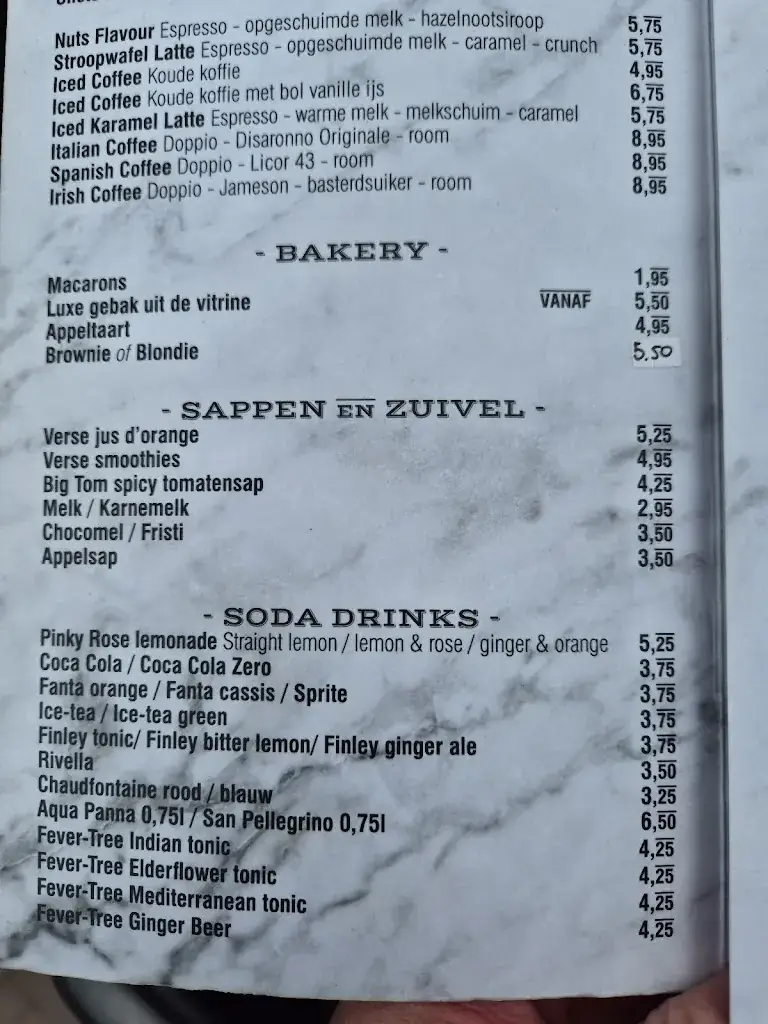 Nuts Flavour Espresso - opgeschuimde melk - hazelnootsiroop 5,75
Stroopwafel Latte Espresso - opgeschuimde melk - caramel - crunch 5,75
Iced Coffee Koude koffie 4,95
Iced Coffee Koude koffie met bol vanille ijs 6,75
Iced Karamel Latte Espresso - warme melk - melkschuim - caramel 5,75
Italian Coffee Doppio - Disaronno Originale - room 8,95
Spanish Coffee Doppio - Licor 43 - room 8,95
Irish Coffee Doppio - Jameson - basterdsuiker - room 8,95
- BAKERY -
Macarons 1,95
Luxe gebak uit de vitrine VANAF 5,50
Appeltaart 4,95
Brownie of Blondie 5.50
- SAPPEN EN ZUIVEL -
Verse jus d'orange 5,25
Verse smoothies 4,95
Big Tom spicy tomatensap 4,25
Melk / Karnemelk 2,95
Chocomel / Fristi 3,50
Appelsap 3,50
- SODA DRINKS -
Pinky Rose lemonade Straight lemon / lemon & rose / ginger & orange 5,25
Coca Cola / Coca Cola Zero 3,75
Fanta orange / Fanta cassis / Sprite 3,75
Ice-tea / Ice-tea green 3,75
Finley tonic/ Finley bitter lemon/ Finley ginger ale 3,75
Rivella 3,50
Chaudfontaine rood / blauw 3,25
Aqua Panna 0,75l / San Pellegrino 0,75l 6,50
Fever-Tree Indian tonic 4,25
Fever-Tree Elderflower tonic 4,25
Fever-Tree Mediterranean tonic 4,25
Fever-Tree Ginger Beer 4,25